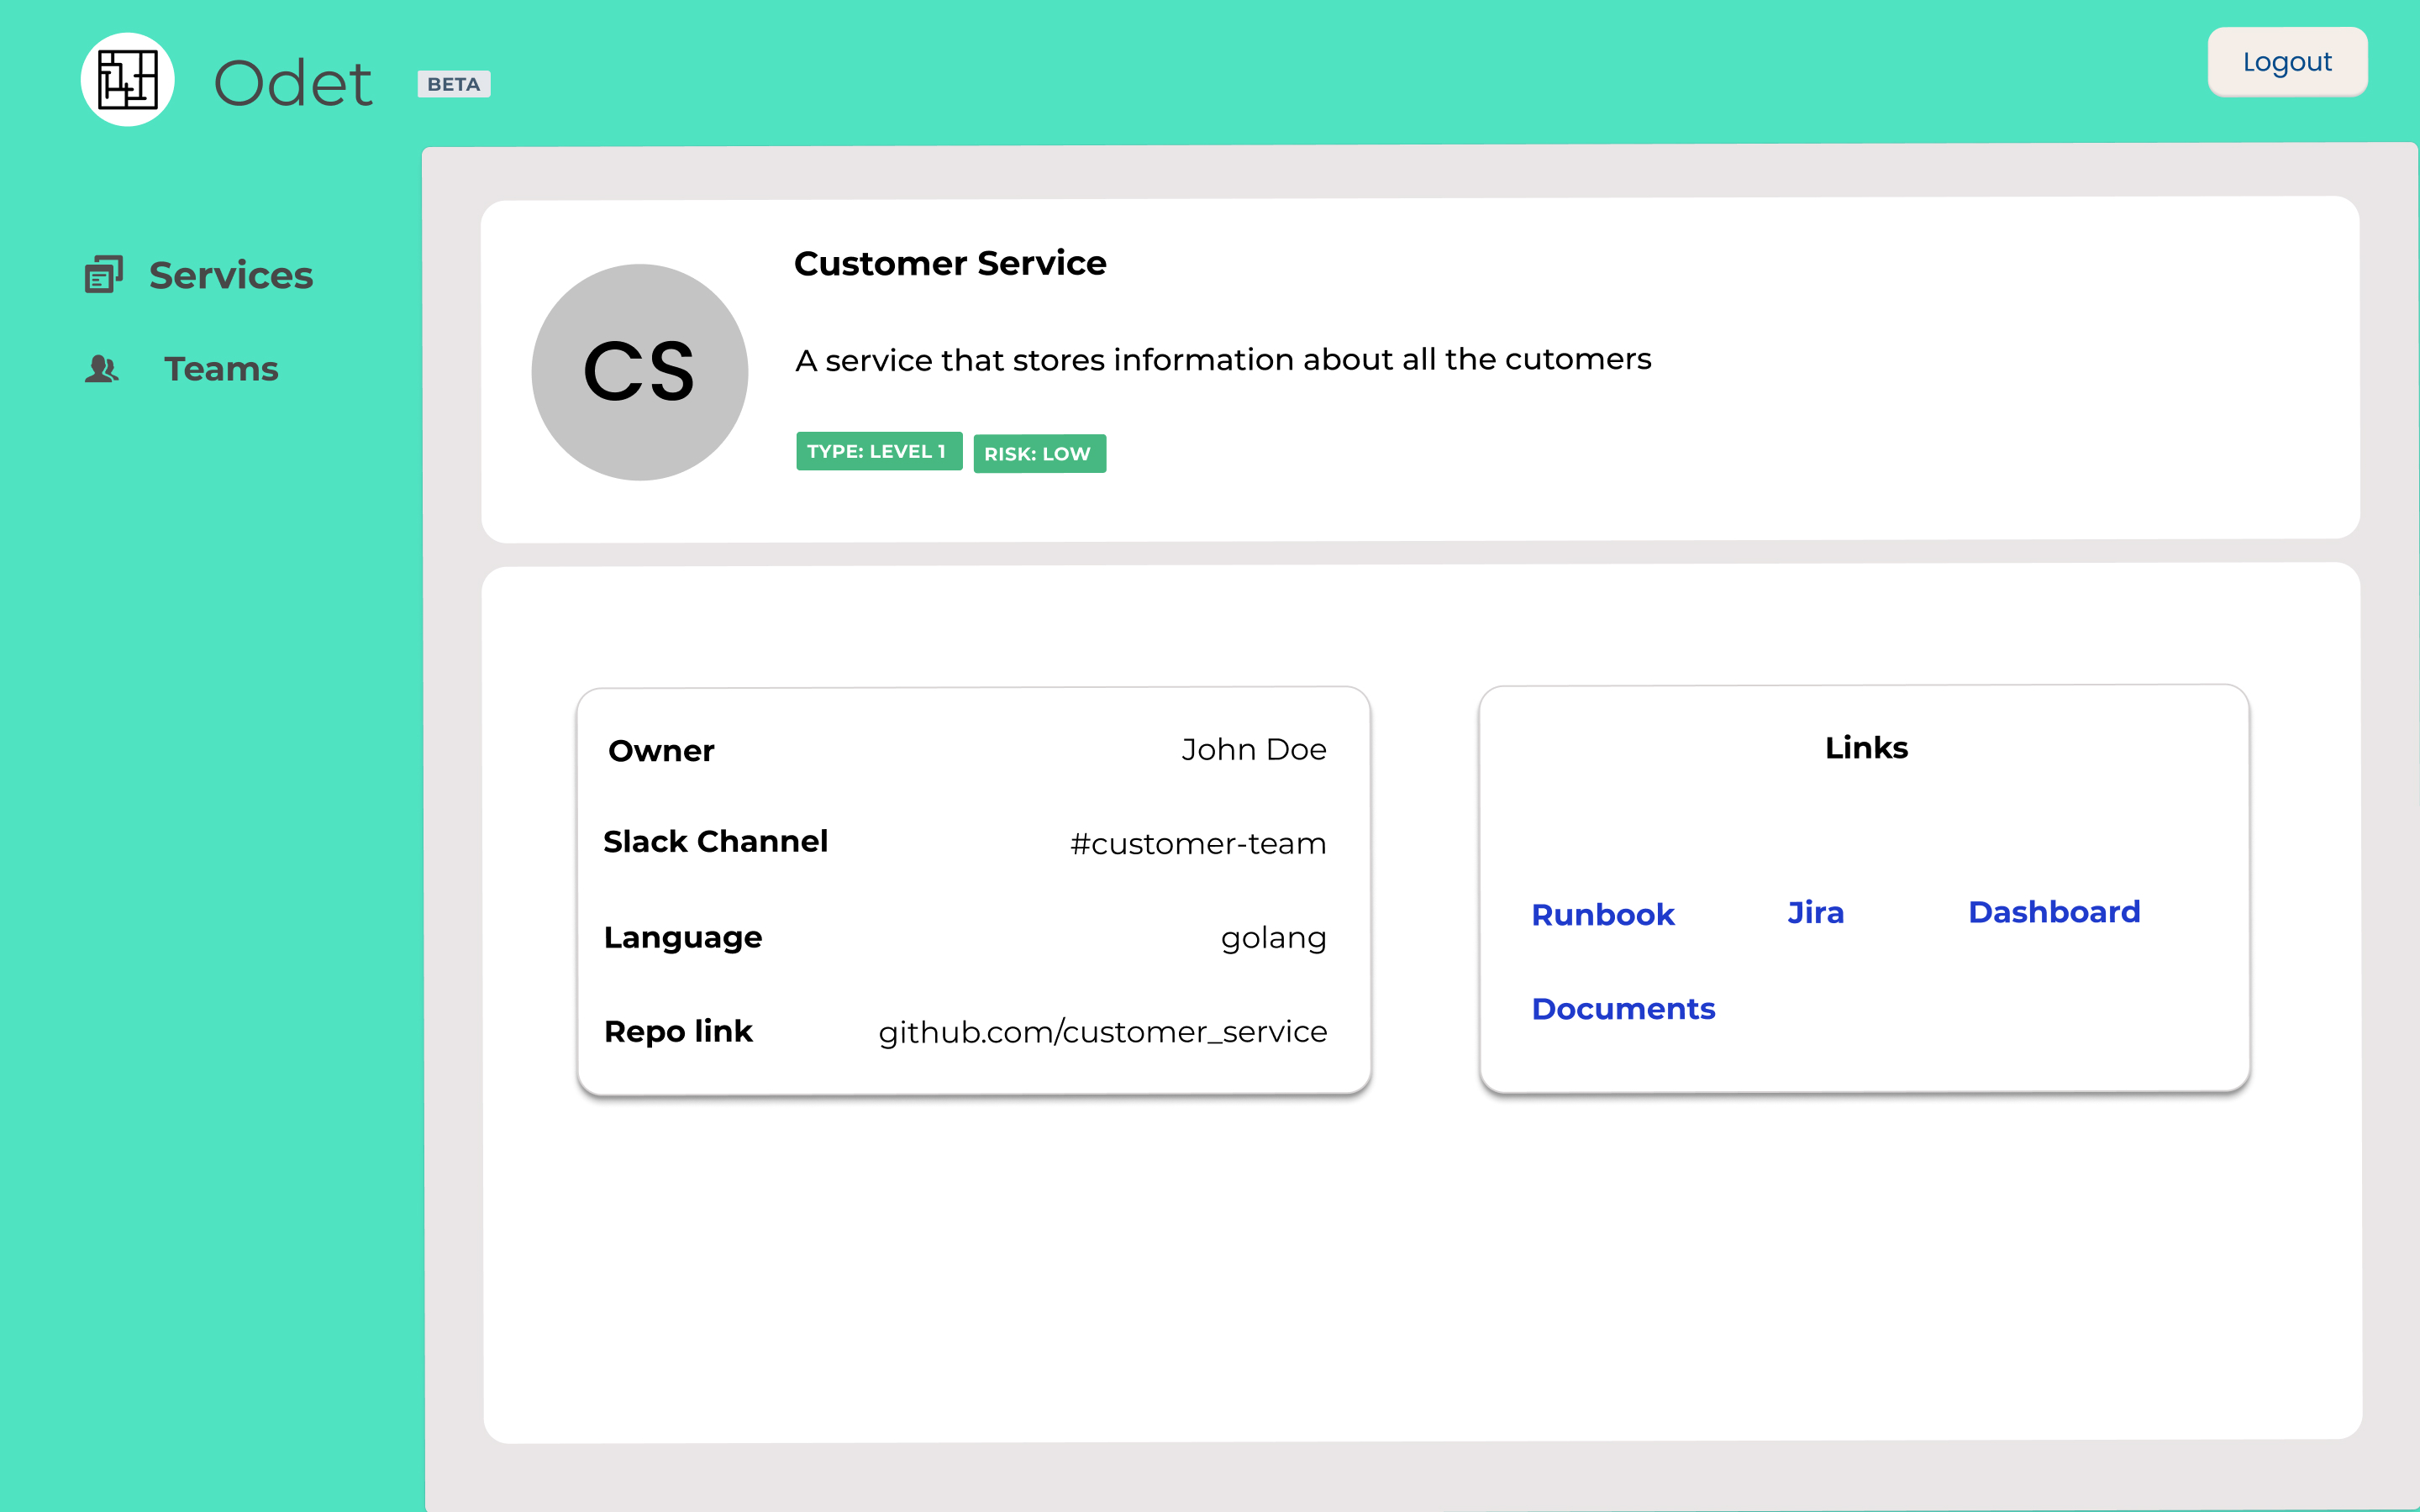 Odet
BETA
Logout
Services
Teams
CS
Customer Service
A service that stores information about all the cutomers
TYPE: LEVEL 1
RISK: LOW
Owner John Doe
Slack Channel #customer-team
Language golang
Repo link github.com/customer_service
Links
Runbook Jira Dashboard
Documents